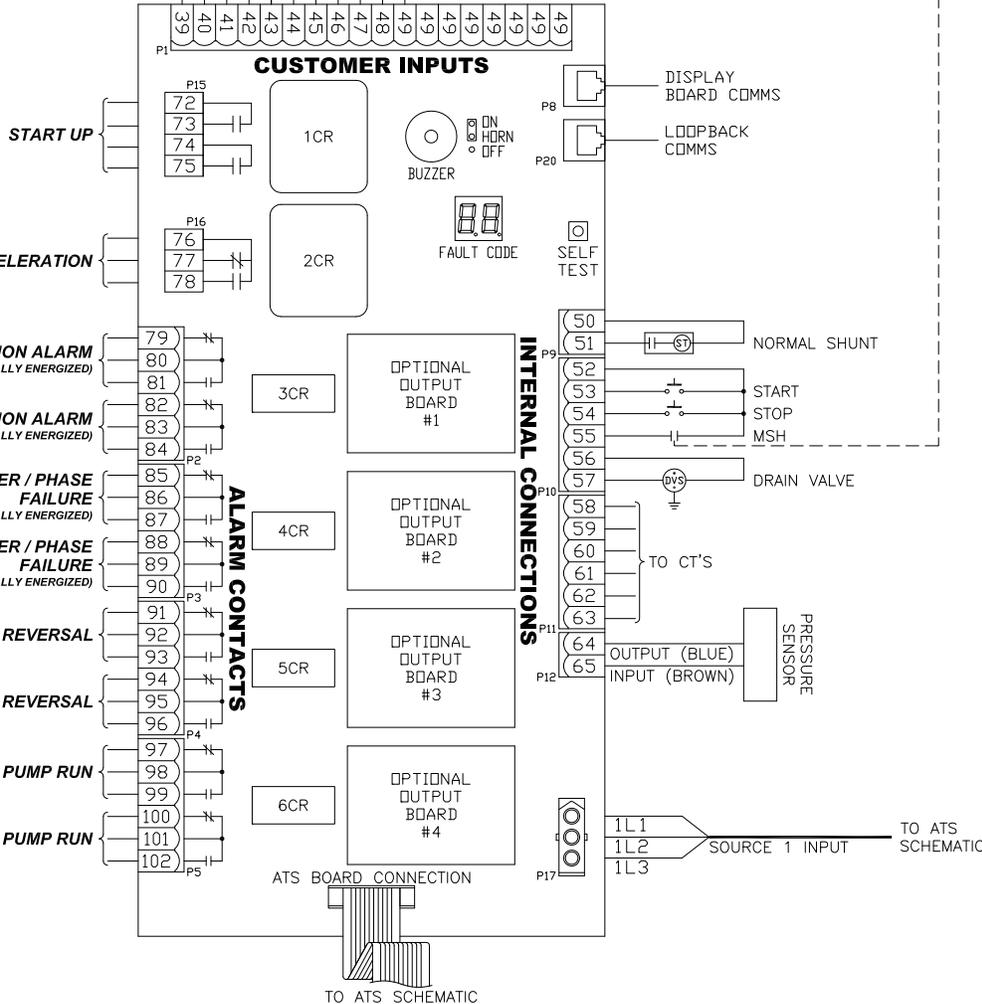 39 40 41 42 43 44 45 46 47 48 49 49 49 49 49 49 49 49
P1
CUSTOMER INPUTS
P15
72
73
74
75
START UP
1CR
BUZZER
ON
HORN
OFF
P8
DISPLAY
BOARD COMMS
P20
LOOPBACK
COMMS
P16
76
77
78
ELERATION
2CR
FAULT CODE
SELF
TEST
79
80
81
82
83
84
P2
ION ALARM
LLY ENERGIZED)
ION ALARM
LLY ENERGIZED)
85
86
87
88
89
90
P3
ER / PHASE
FAILURE
LLY ENERGIZED)
ER / PHASE
FAILURE
LLY ENERGIZED)
91
92
93
94
95
96
P4
REVERSAL
REVERSAL
97
98
99
100
101
102
P5
PUMP RUN
PUMP RUN
ALARM CONTACTS
3CR
4CR
5CR
6CR
OPTIONAL
OUTPUT
BOARD
#1
OPTIONAL
OUTPUT
BOARD
#2
OPTIONAL
OUTPUT
BOARD
#3
OPTIONAL
OUTPUT
BOARD
#4
INTERNAL CONNECTIONS
50
51
P9
ST
NORMAL SHUNT
52
53
54
55
56
57
P10
START
STOP
MSH
DVS
DRAIN VALVE
58
59
60
61
62
63
P11
TO CT'S
64
65
P12
OUTPUT (BLUE)
INPUT (BROWN)
PRESSURE
SENSOR
P17
1L1
1L2
1L3
SOURCE 1 INPUT
TO ATS
SCHEMATIC
ATS BOARD CONNECTION
TO ATS SCHEMATIC